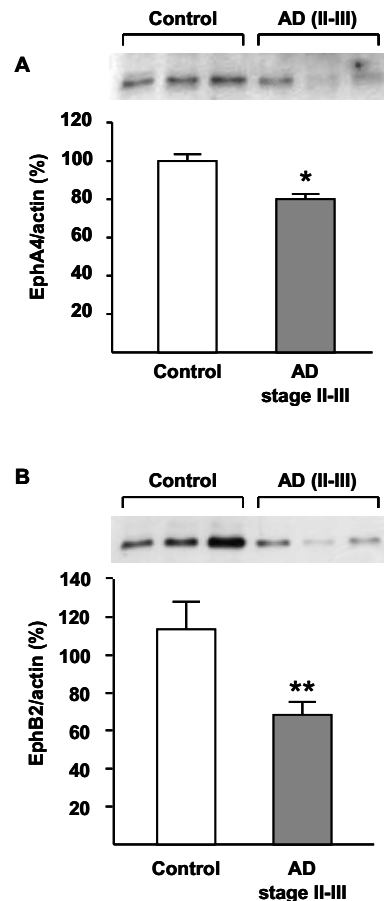 Control AD (II-III)
A
EphA4/actin (%)
120
100
80
60
40
20
*
Control AD
stage II-III
B
Control AD (II-III)
EphB2/actin (%)
140
120
100
80
60
40
20
**
Control AD
stage II-III